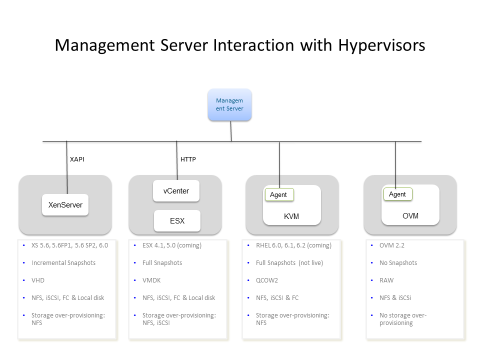 Management Server Interaction with Hypervisors
Managem
ent Server
XAPI
HTTP
XenServer
vCenter
ESX
Agent
KVM
Agent
OVM
• XS 5.6, 5.6FP1, 5.6 SP2, 6.0
• Incremental Snapshots
• VHD
• NFS, iSCSI, FC & Local disk
• Storage over-provisioning:
NFS
• ESX 4.1, 5.0 (coming)
• Full Snapshots
• VMDK
• NFS, iSCSI, FC & Local disk
• Storage over-provisioning:
NFS, iSCSI
• RHEL 6.0, 6.1, 6.2 (coming)
• Full Snapshots (not live)
• QCOW2
• NFS, iSCSI & FC
• Storage over-provisioning:
NFS
• OVM 2.2
• No Snapshots
• RAW
• NFS & iSCSI
• No storage over-
provisioning